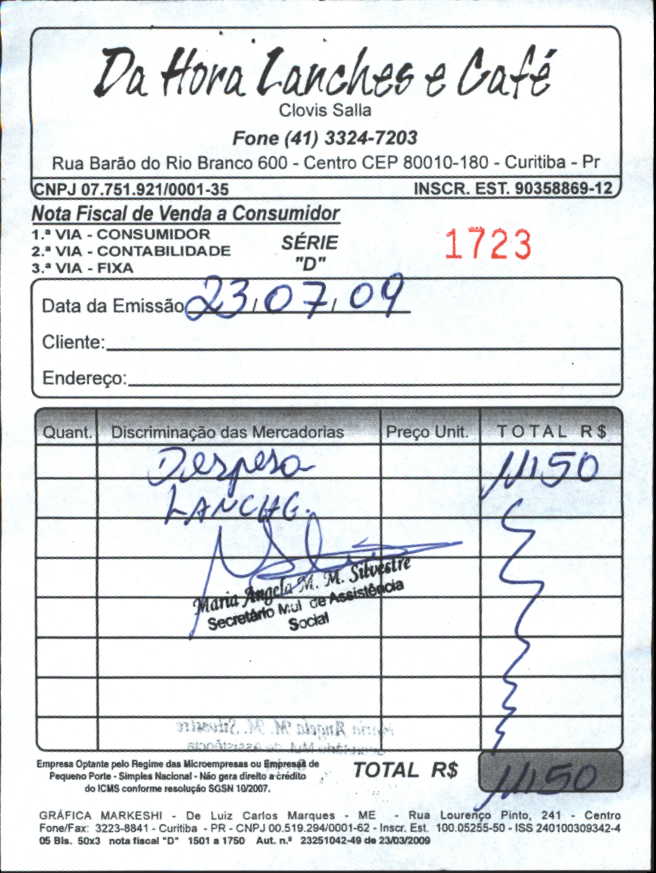 Da Hora Lanches e Café
Clovis Salla
Fone (41) 3324-7203
Rua Barão do Rio Branco 600 - Centro CEP 80010-180 - Curitiba - Pr
CNPJ 07.751.921/0001-35 INSCR. EST. 90358869-12
Nota Fiscal de Venda a Consumidor
1.ª VIA - CONSUMIDOR
2.ª VIA - CONTABILIDADE
3.ª VIA - FIXA
SÉRIE
"D"
1723
Data da Emissão 23, 07, 09
Cliente:
Endereço:
Quant. Discriminação das Mercadorias Preço Unit. TOTAL R$
Despesa 11,50
LANCHE.
Maria Angela M. M. Silvestre
Secretário Mul de Assistência
Social
Maria Angela M. M. Silvestre
Empresa Optante pelo Regime das Microempresas ou Empresas de
Pequeno Porte - Simples Nacional - Não gera direito a crédito
do ICMS conforme resolução SGSN 10/2007.
TOTAL R$ 11,50
GRÁFICA MARKESHI - De Luiz Carlos Marques - ME - Rua Lourenço Pinto, 241 - Centro
Fone/Fax: 3223-8841 - Curitiba - PR - CNPJ 00.519.294/0001-62 - Inscr. Est. 100.05255-50 - ISS 240100309342-4
05 Bls. 50x3 nota fiscal "D" 1501 a 1750 Aut. n.º 23251042-49 de 23/03/2009